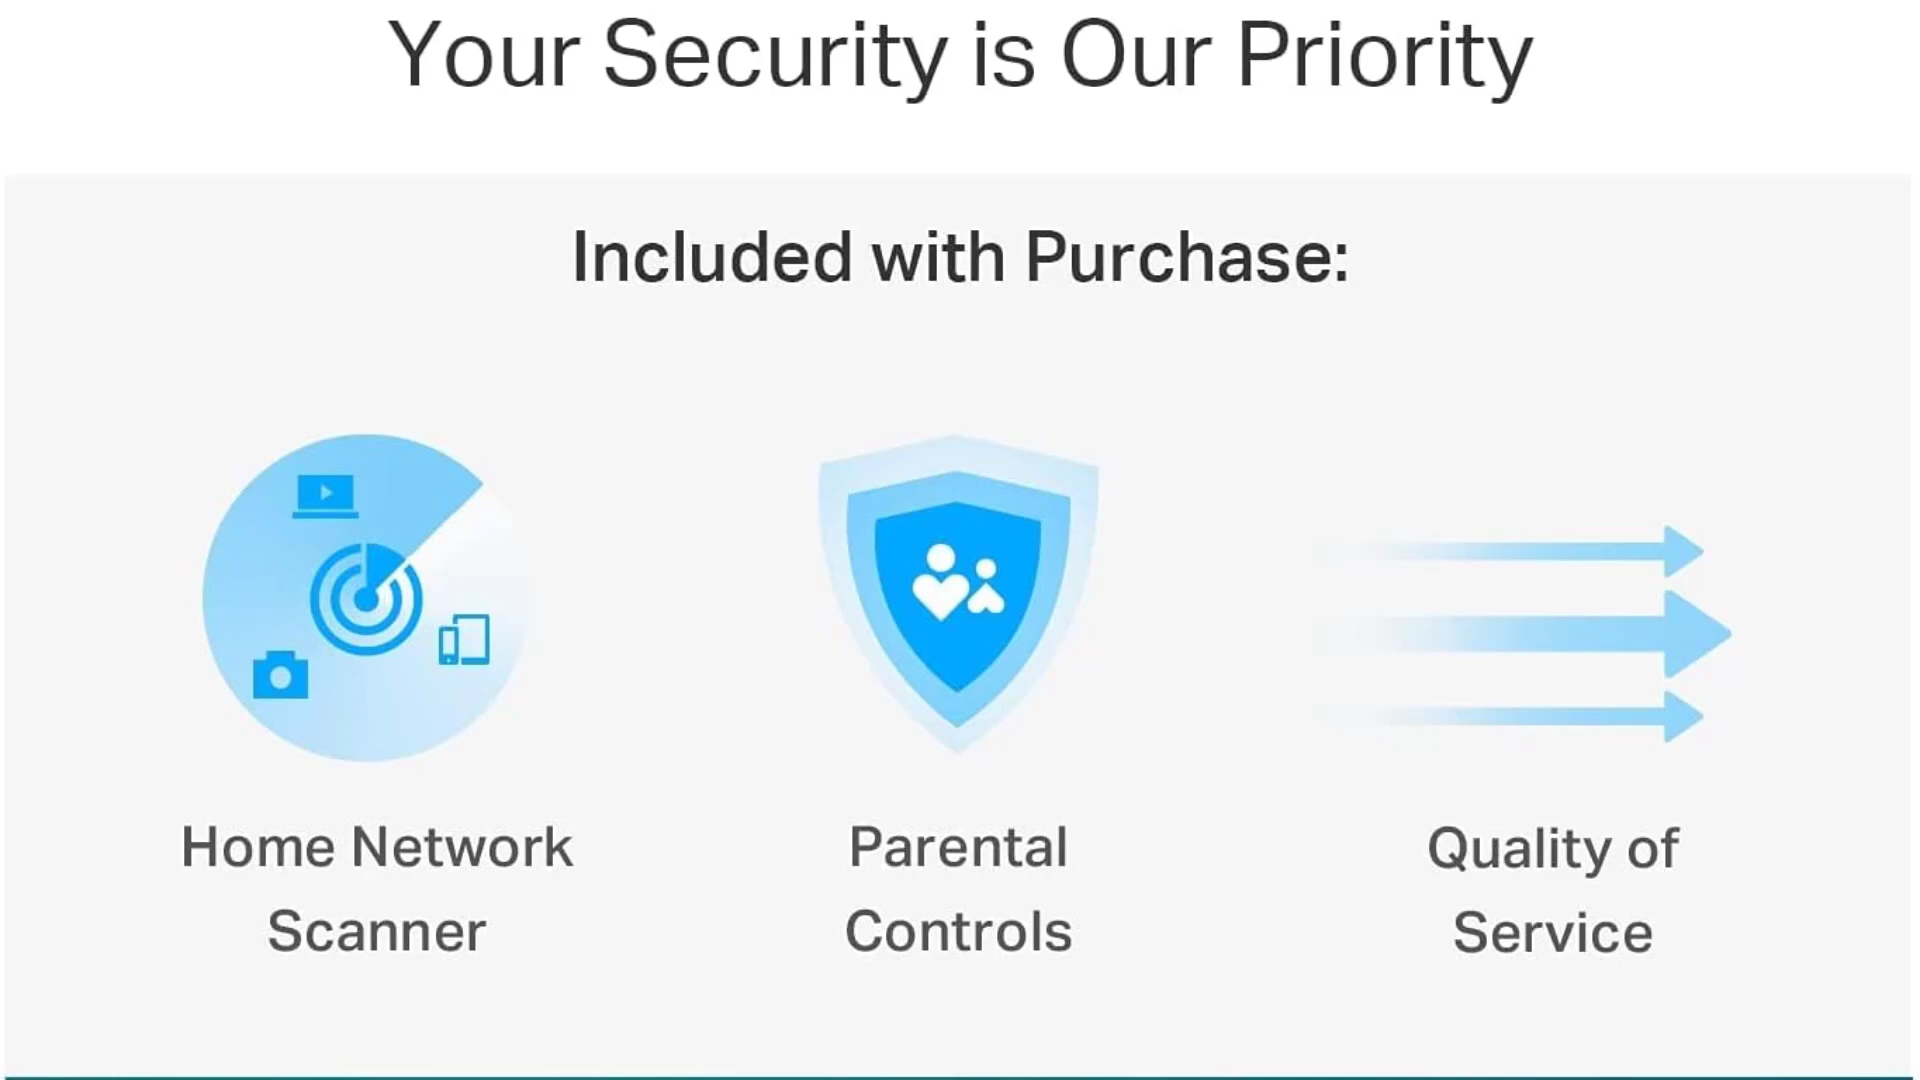 Your Security is Our Priority
Included with Purchase:
Home Network
Scanner
Parental
Controls
Quality of
Service